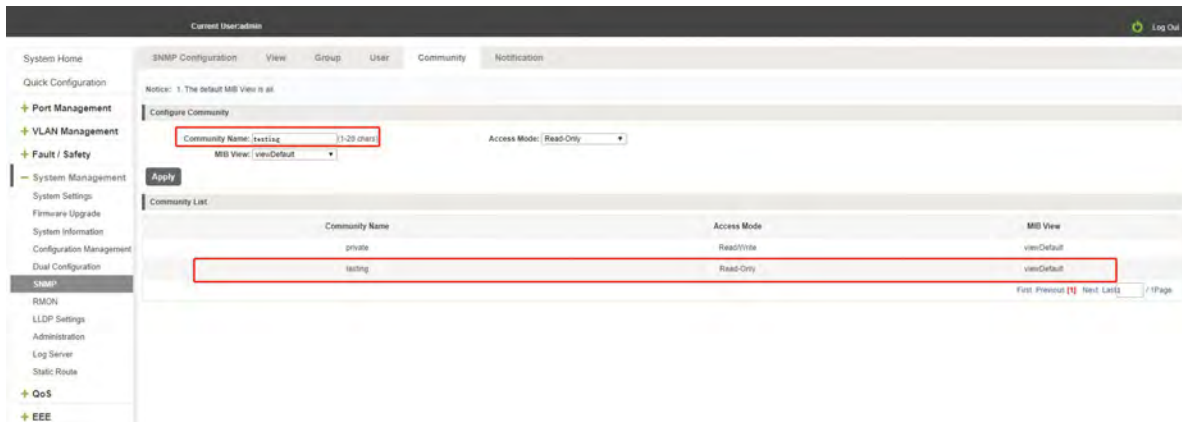 Current User:admin
Log Out
System Home
Quick Configuration
+ Port Management
+ VLAN Management
+ Fault / Safety
− System Management
System Settings
Firmware Upgrade
System Information
Configuration Management
Dual Configuration
SNMP
RMON
LLDP Settings
Administration
Log Server
Static Route
+ QoS
+ EEE
SNMP Configuration View Group User Community Notification
Notice: 1. The default MIB View is all.
Configure Community
Community Name: testing (1-29 chars) Access Mode: Read-Only
MIB View: viewDefault
Apply
Community List
Community Name Access Mode MIB View
private Read/Write viewDefault
testing Read-Only viewDefault
First Previous [1] Next Last 1 / 1Page